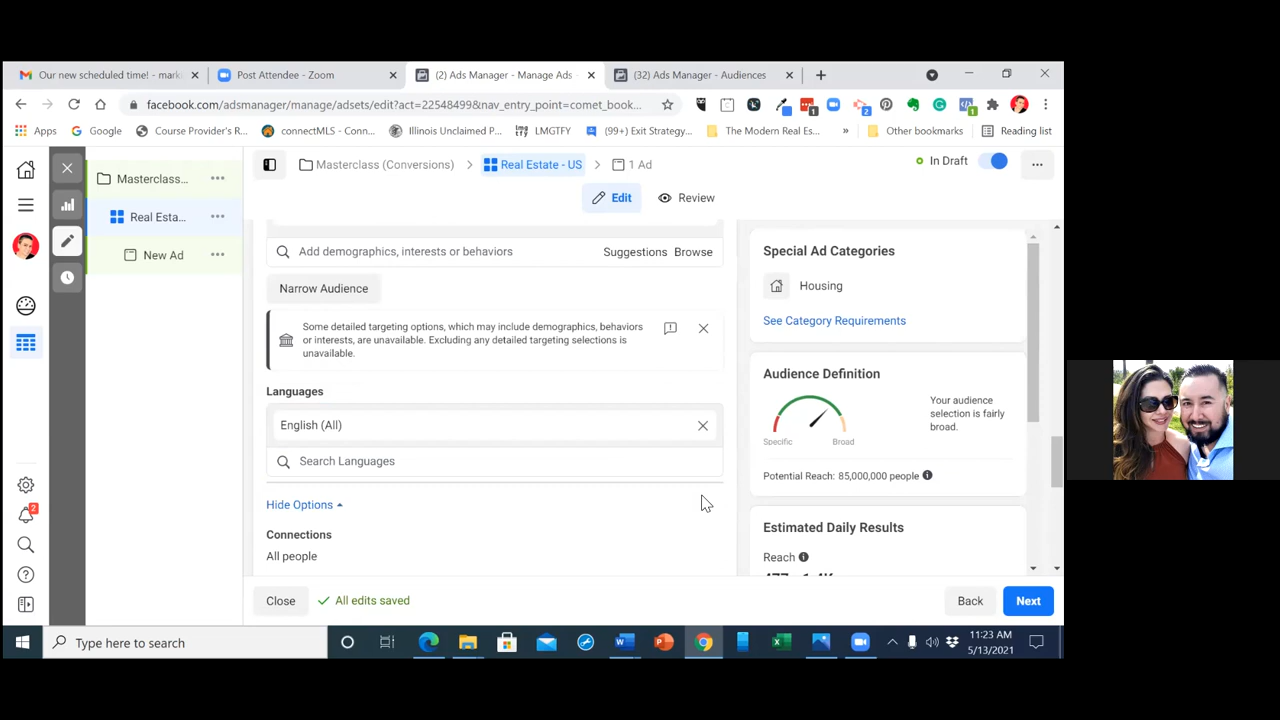 Our new scheduled time! - mark
Post Attendee - Zoom
(2) Ads Manager - Manage Ads -
(32) Ads Manager - Audiences
facebook.com/adsmanager/manage/adsets/edit?act=22548499&nav_entry_point=comet_book...
Apps
Google
Course Provider's R...
connectMLS - Conn...
Illinois Unclaimed P...
LMGTFY
(99+) Exit Strategy...
The Modern Real Es...
»
Other bookmarks
Reading list
Masterclass (Conversions)
Real Estate - US
1 Ad
In Draft
Masterclass...
Real Esta...
New Ad
Edit
Review
Add demographics, interests or behaviors
Suggestions
Browse
Narrow Audience
Some detailed targeting options, which may include demographics, behaviors
or interests, are unavailable. Excluding any detailed targeting selections is
unavailable.
Languages
English (All)
Search Languages
Hide Options
Connections
All people
Special Ad Categories
Housing
See Category Requirements
Audience Definition
Specific
Broad
Your audience
selection is fairly
broad.
Potential Reach: 85,000,000 people
Estimated Daily Results
Reach
Close
All edits saved
Back
Next
Type here to search
11:23 AM
5/13/2021